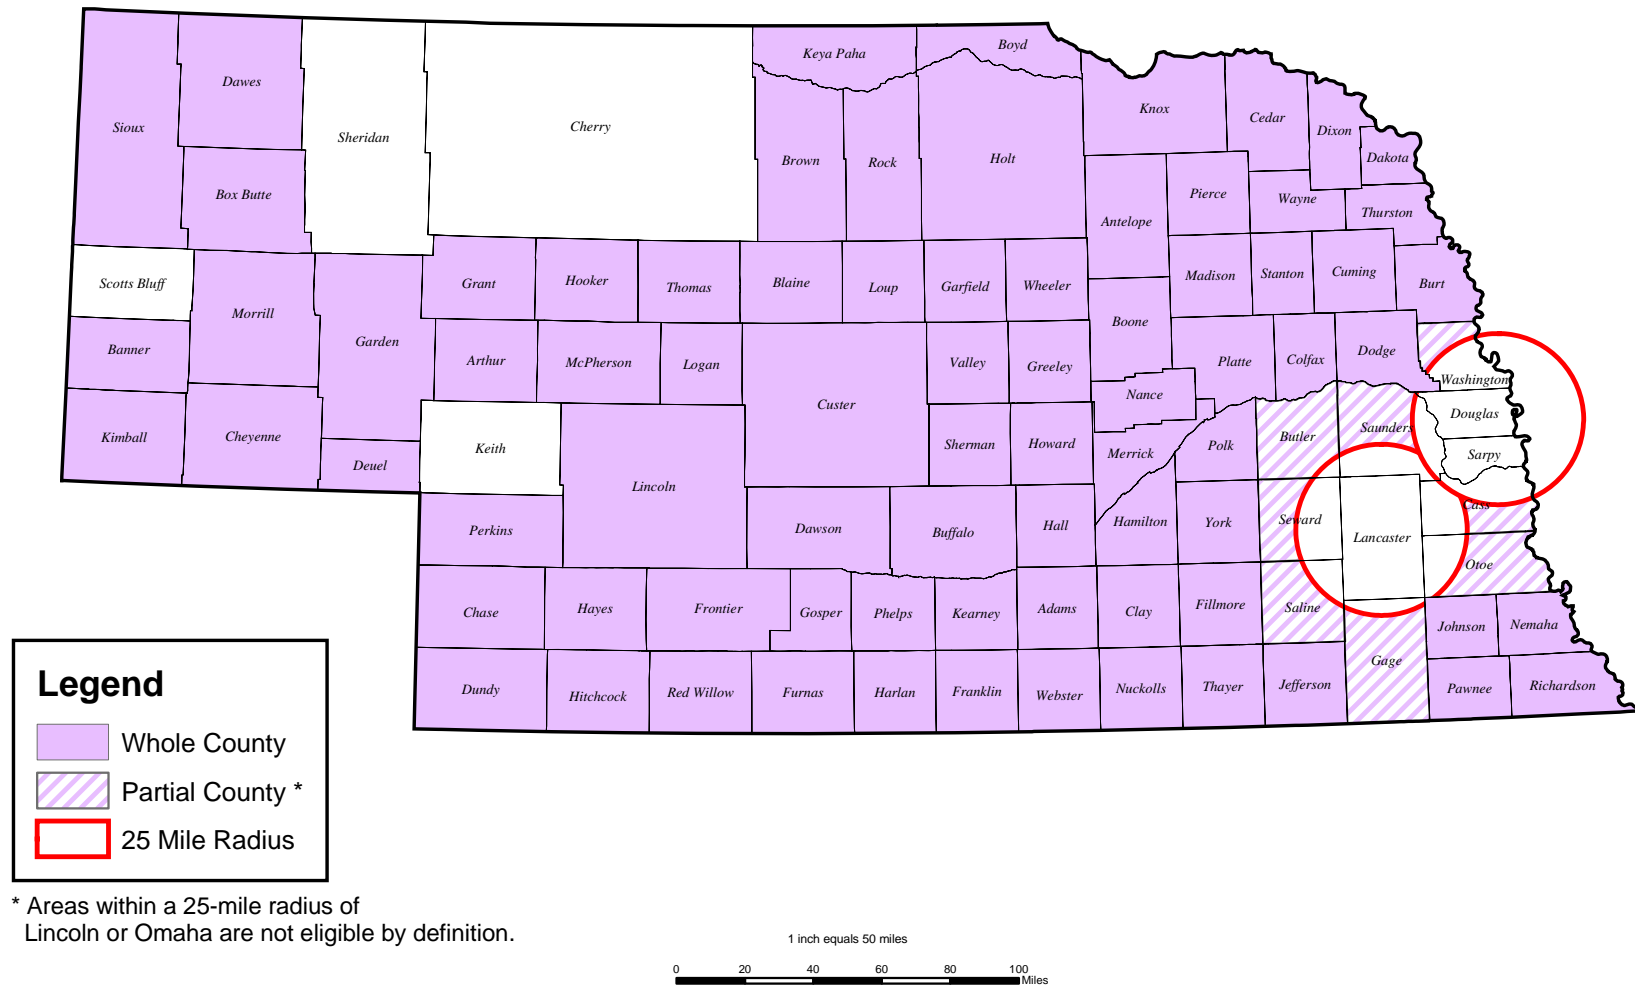 Keya Paha
Boyd
Dawes
Sioux
Sheridan
Cherry
Knox
Cedar
Dixon
Dakota
Brown
Rock
Holt
Box Butte
Pierce
Wayne
Thurston
Antelope
Scotts Bluff
Grant
Hooker
Thomas
Blaine
Loup
Garfield
Wheeler
Madison
Stanton
Cuming
Burt
Morrill
Garden
Boone
Banner
Arthur
McPherson
Logan
Valley
Greeley
Platte
Colfax
Dodge
Washington
Custer
Nance
Douglas
Kimball
Cheyenne
Deuel
Keith
Sherman
Howard
Merrick
Polk
Butler
Saunders
Sarpy
Lincoln
Perkins
Dawson
Buffalo
Hall
Hamilton
York
Seward
Lancaster
Cass
Otoe
Chase
Hayes
Frontier
Gosper
Phelps
Kearney
Adams
Clay
Fillmore
Saline
Johnson
Nemaha
Gage
Dundy
Hitchcock
Red Willow
Furnas
Harlan
Franklin
Webster
Nuckolls
Thayer
Jefferson
Pawnee
Richardson
Legend
Whole County
Partial County *
25 Mile Radius
* Areas within a 25-mile radius of
Lincoln or Omaha are not eligible by definition.
1 inch equals 50 miles
0 20 40 60 80 100
Miles